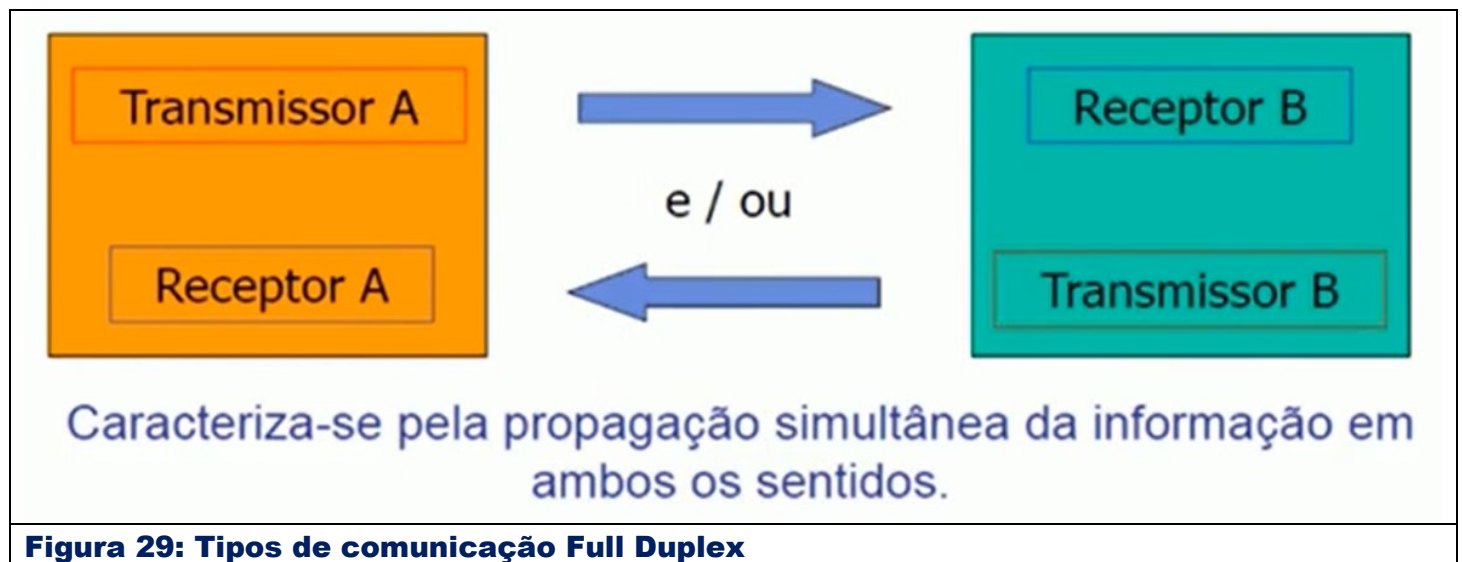 Transmissor A
Receptor B
e / ou
Receptor A
Transmissor B
Caracteriza-se pela propagação simultânea da informação em
ambos os sentidos.
Figura 29: Tipos de comunicação Full Duplex